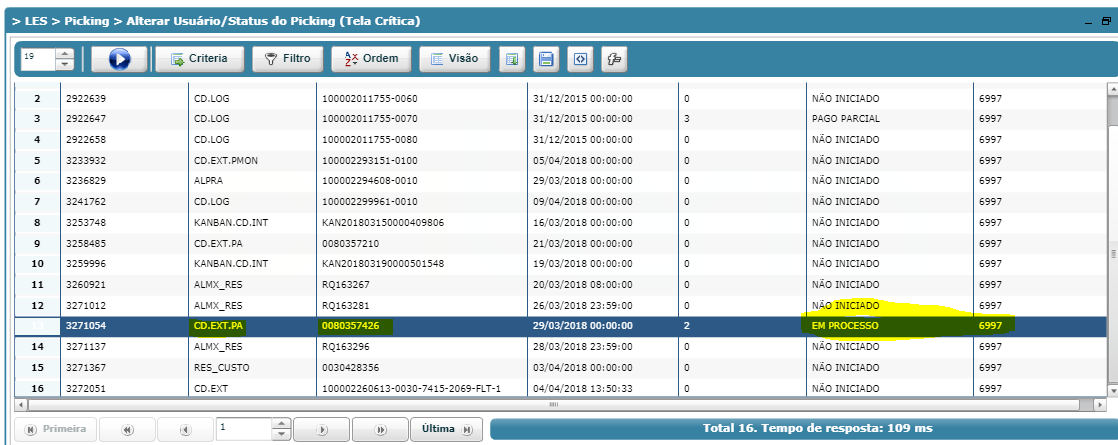 > LES > Picking > Alterar Usuário/Status do Picking (Tela Crítica)
19 Criteria Filtro Ordem Visão
2 2922639 CD.LOG 100002011755-0060 31/12/2015 00:00:00 0 NÃO INICIADO 6997
3 2922647 CD.LOG 100002011755-0070 31/12/2015 00:00:00 3 PAGO PARCIAL 6997
4 2922658 CD.LOG 100002011755-0080 31/12/2015 00:00:00 0 NÃO INICIADO 6997
5 3233932 CD.EXT.PMON 100002293151-0100 05/04/2018 00:00:00 0 NÃO INICIADO 6997
6 3236829 ALPRA 100002294608-0010 29/03/2018 00:00:00 0 NÃO INICIADO 6997
7 3241762 CD.LOG 100002299961-0010 09/04/2018 00:00:00 0 NÃO INICIADO 6997
8 3253748 KANBAN.CD.INT KAN201803150000409806 16/03/2018 00:00:00 0 NÃO INICIADO 6997
9 3258485 CD.EXT.PA 0080357210 21/03/2018 00:00:00 0 NÃO INICIADO 6997
10 3259996 KANBAN.CD.INT KAN201803190000501548 19/03/2018 00:00:00 0 NÃO INICIADO 6997
11 3260921 ALMX_RES RQ163267 20/03/2018 08:00:00 0 NÃO INICIADO 6997
12 3271012 ALMX_RES RQ163281 26/03/2018 23:59:00 0 NÃO INICIADO 6997
13 3271054 CD.EXT.PA 0080357426 29/03/2018 00:00:00 2 EM PROCESSO 6997
14 3271137 ALMX_RES RQ163296 28/03/2018 23:59:00 0 NÃO INICIADO 6997
15 3271367 RES_CUSTO 0030428356 03/04/2018 00:00:00 0 NÃO INICIADO 6997
16 3272051 CD.EXT 100002260613-0030-7415-2069-FLT-1 04/04/2018 13:50:33 0 NÃO INICIADO 6997
Primeira 1 Última Total 16. Tempo de resposta: 109 ms